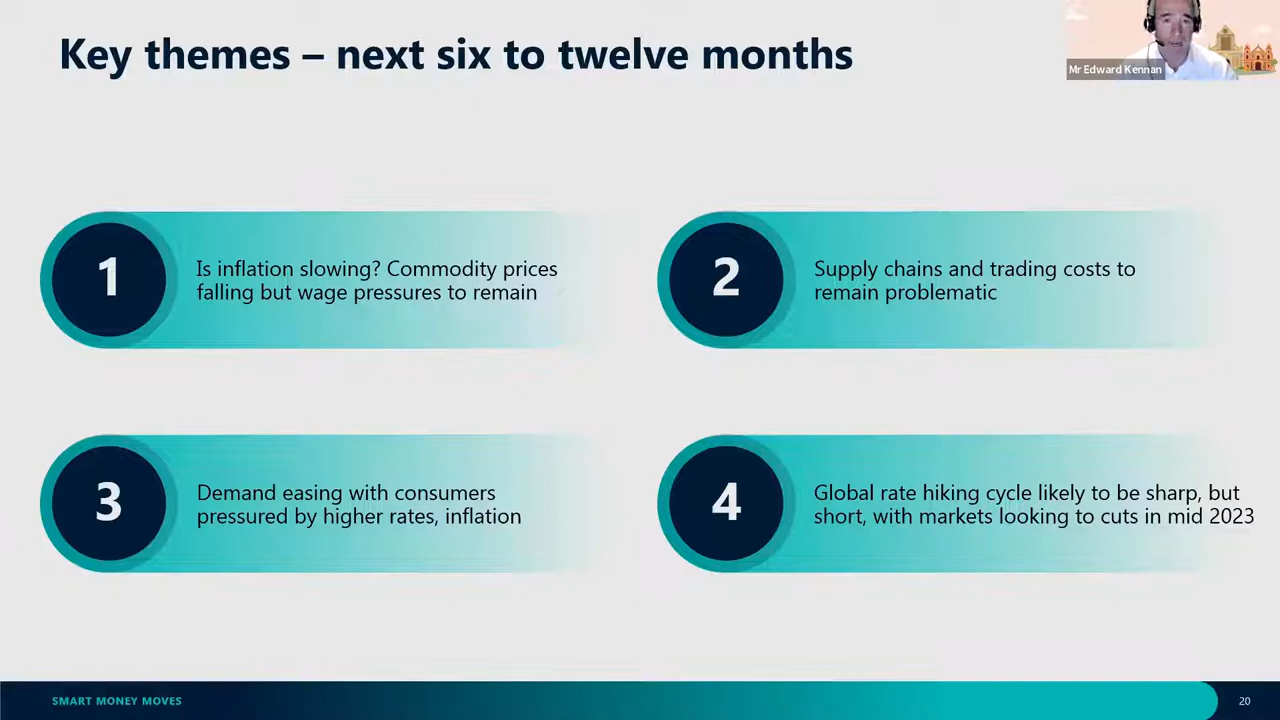 Key themes – next six to twelve months
Mr Edward Kennan
1
Is inflation slowing? Commodity prices
falling but wage pressures to remain
2
Supply chains and trading costs to
remain problematic
3
Demand easing with consumers
pressured by higher rates, inflation
4
Global rate hiking cycle likely to be sharp, but
short, with markets looking to cuts in mid 2023
SMART MONEY MOVES
20